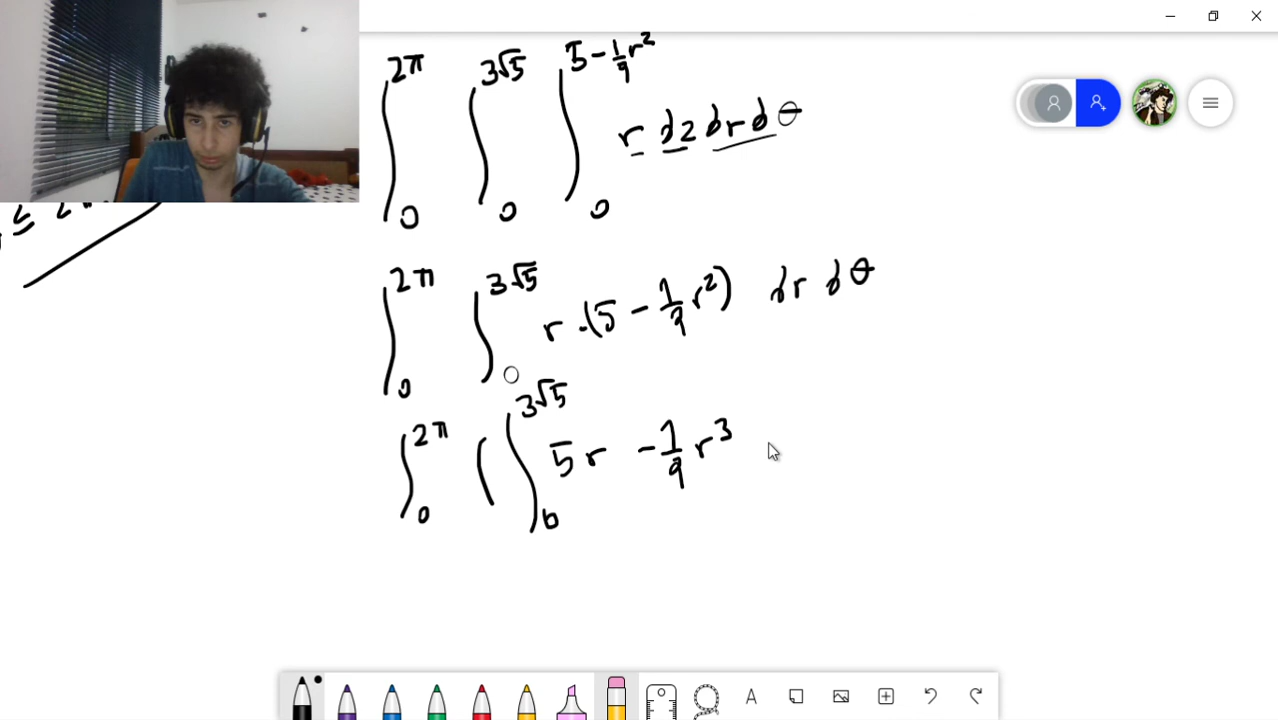 ∫₀^{2π} ∫₀^{3√5} ∫₀^{5 − 1/9 r²} r dz dr dθ
∫₀^{2π} ∫₀^{3√5} r · (5 − 1/9 r²) dr dθ
∫₀^{2π} ( ∫₀^{3√5} 5r − 1/9 r³
A